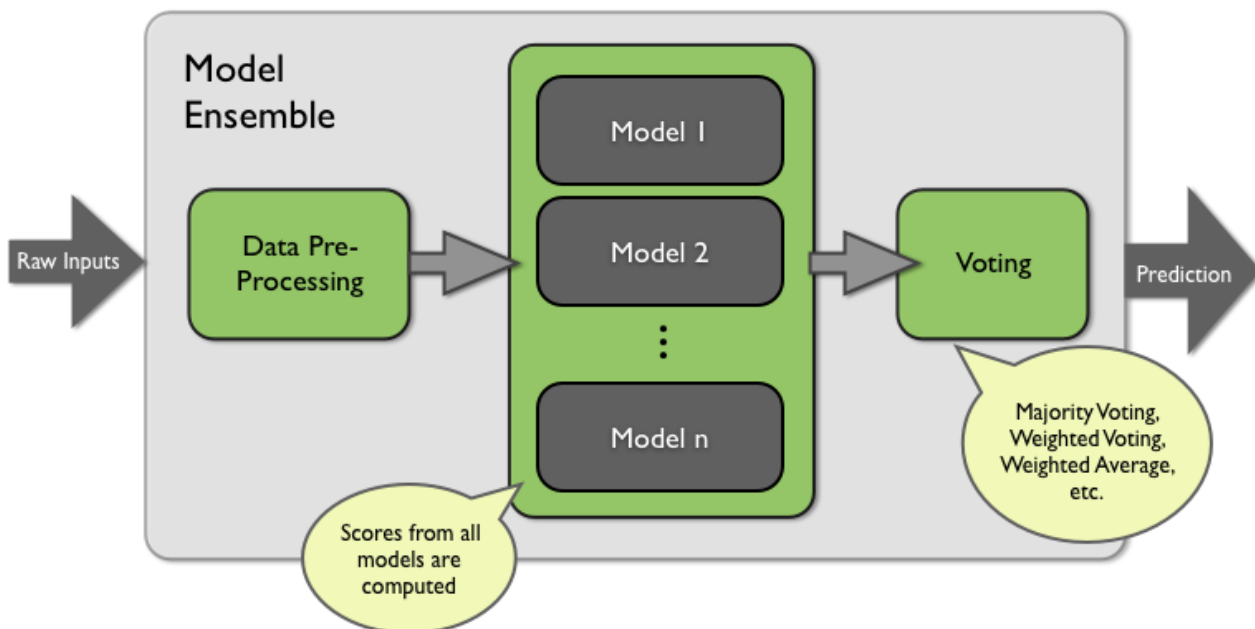 Model
Ensemble
Raw Inputs
Data Pre-
Processing
Model 1
Model 2
Model n
Voting
Prediction
Scores from all
models are
computed
Majority Voting,
Weighted Voting,
Weighted Average,
etc.